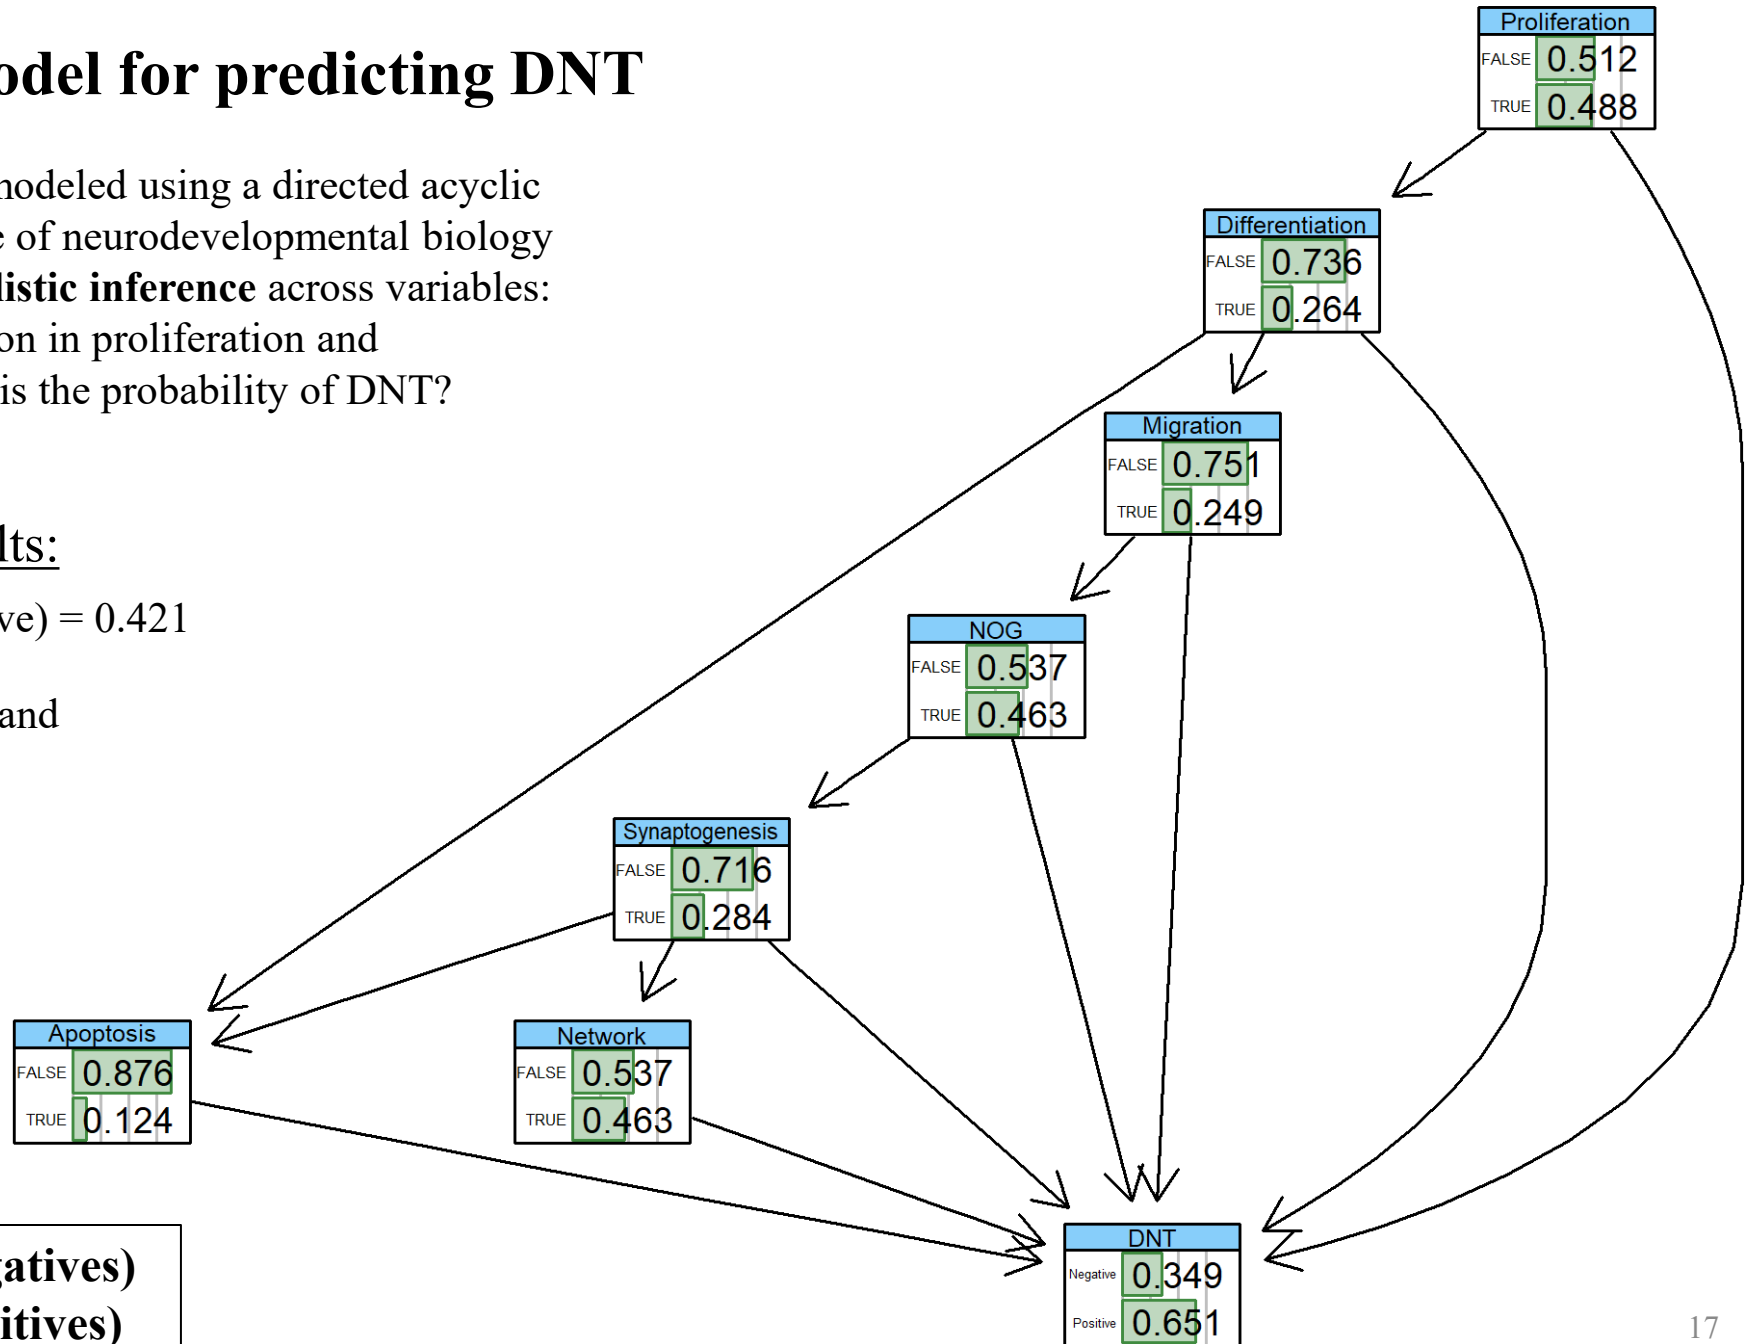 odel for predicting DNT
modeled using a directed acyclic
e of neurodevelopmental biology
listic inference across variables:
on in proliferation and
is the probability of DNT?
lts:
ve) = 0.421
and
gatives)
itives)
Proliferation
FALSE 0.512
TRUE 0.488
Differentiation
FALSE 0.736
TRUE 0.264
Migration
FALSE 0.751
TRUE 0.249
NOG
FALSE 0.537
TRUE 0.463
Synaptogenesis
FALSE 0.716
TRUE 0.284
Apoptosis
FALSE 0.876
TRUE 0.124
Network
FALSE 0.537
TRUE 0.463
DNT
Negative 0.349
Positive 0.651
17